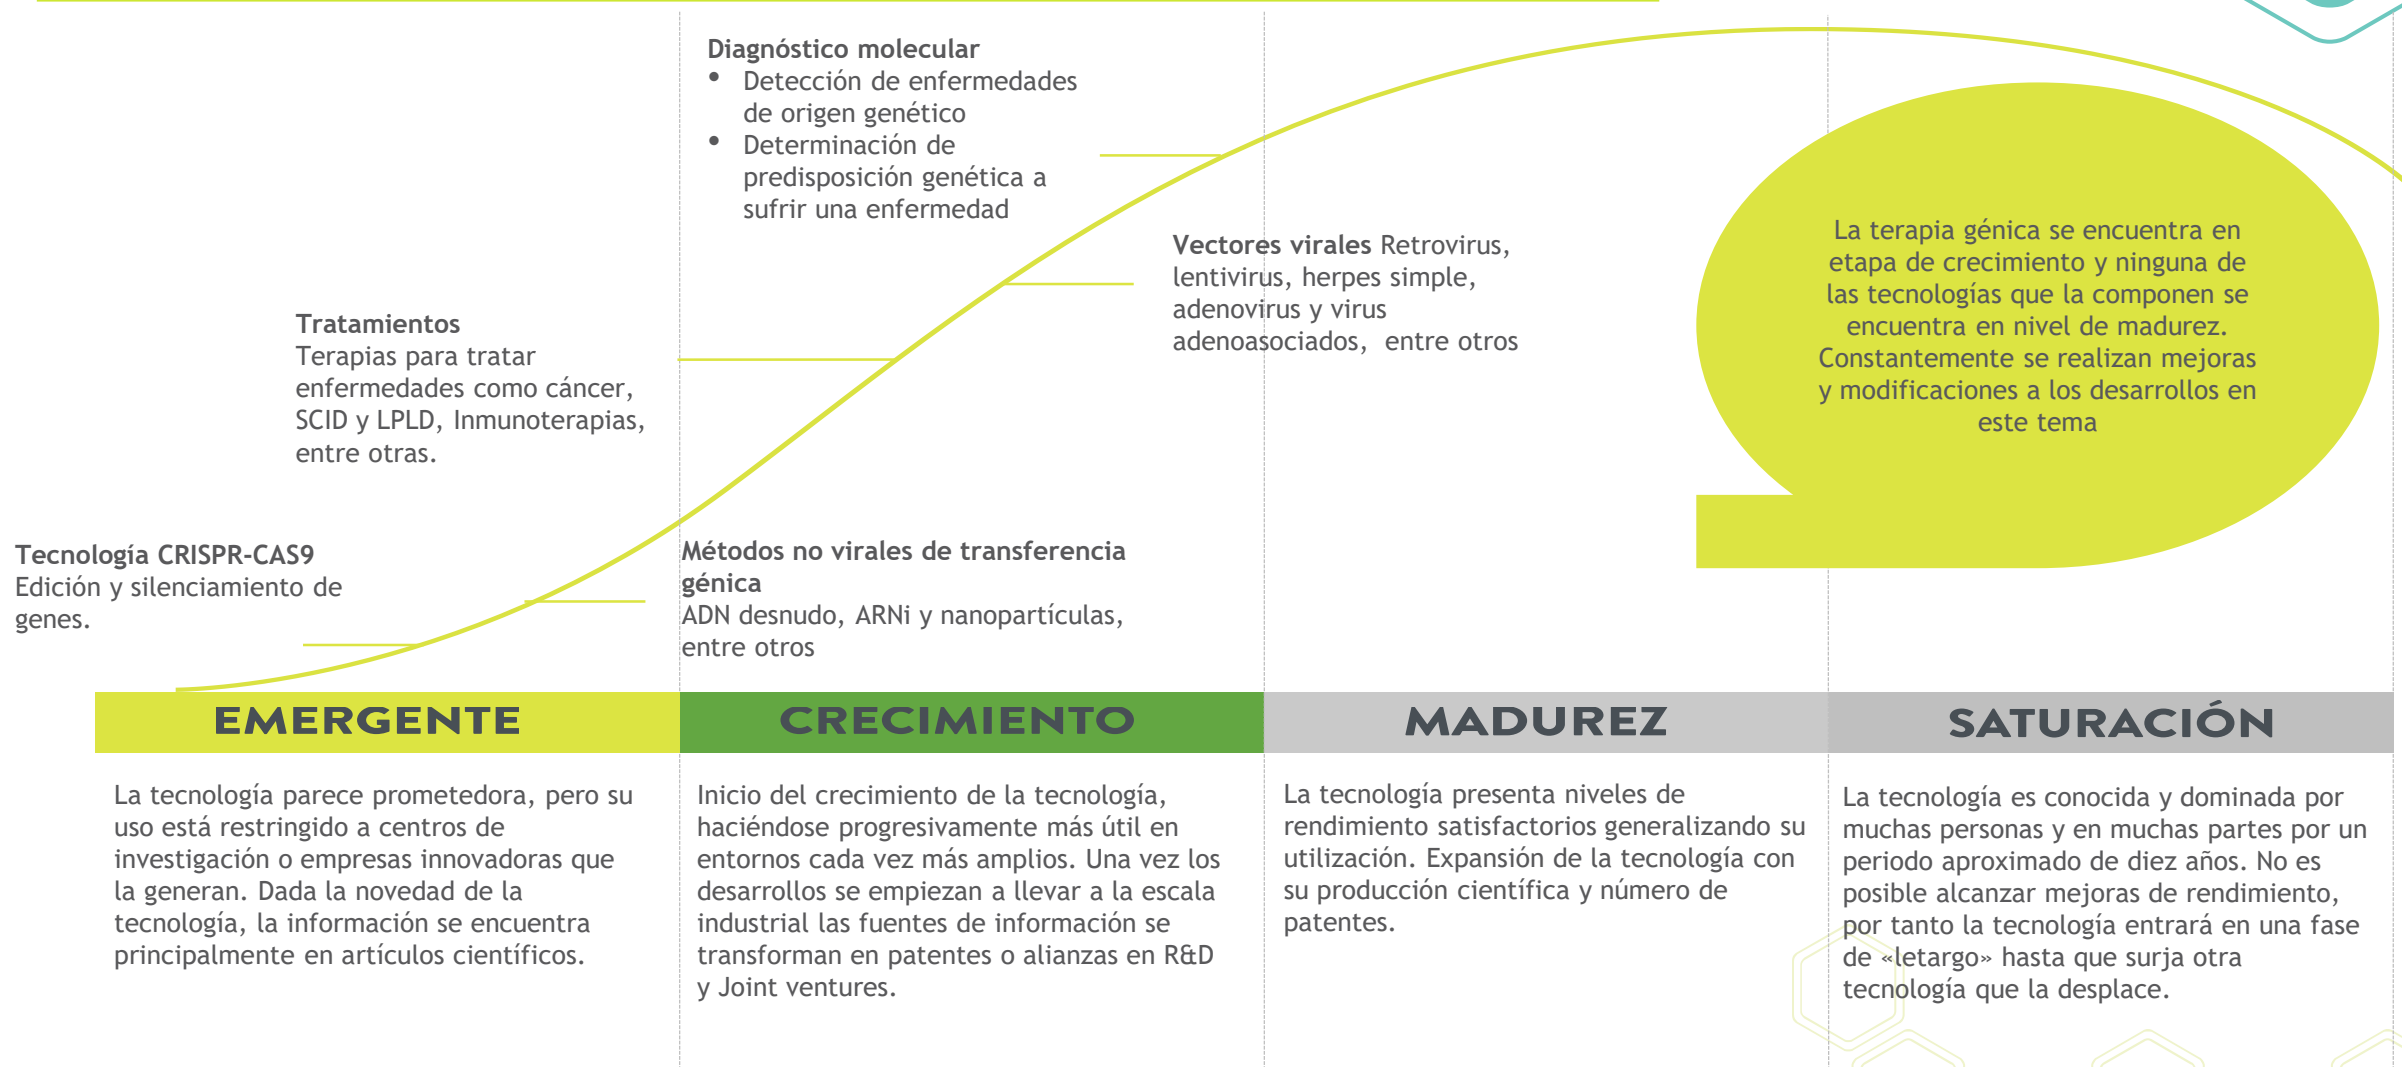 Diagnóstico molecular
• Detección de enfermedades
de origen genético
• Determinación de
predisposición genética a
sufrir una enfermedad
Vectores virales Retrovirus,
lentivirus, herpes simple,
adenovirus y virus
adenoasociados, entre otros
La terapia génica se encuentra en
etapa de crecimiento y ninguna de
las tecnologías que la componen se
encuentra en nivel de madurez.
Constantemente se realizan mejoras
y modificaciones a los desarrollos en
este tema
Tratamientos
Terapias para tratar
enfermedades como cáncer,
SCID y LPLD, Inmunoterapias,
entre otras.
Tecnología CRISPR-CAS9
Edición y silenciamiento de
genes.
Métodos no virales de transferencia
génica
ADN desnudo, ARNi y nanopartículas,
entre otros
EMERGENTE
CRECIMIENTO
MADUREZ
SATURACIÓN
La tecnología parece prometedora, pero su
uso está restringido a centros de
investigación o empresas innovadoras que
la generan. Dada la novedad de la
tecnología, la información se encuentra
principalmente en artículos científicos.
Inicio del crecimiento de la tecnología,
haciéndose progresivamente más útil en
entornos cada vez más amplios. Una vez los
desarrollos se empiezan a llevar a la escala
industrial las fuentes de información se
transforman en patentes o alianzas en R&D
y Joint ventures.
La tecnología presenta niveles de
rendimiento satisfactorios generalizando su
utilización. Expansión de la tecnología con
su producción científica y número de
patentes.
La tecnología es conocida y dominada por
muchas personas y en muchas partes por un
periodo aproximado de diez años. No es
posible alcanzar mejoras de rendimiento,
por tanto la tecnología entrará en una fase
de «letargo» hasta que surja otra
tecnología que la desplace.